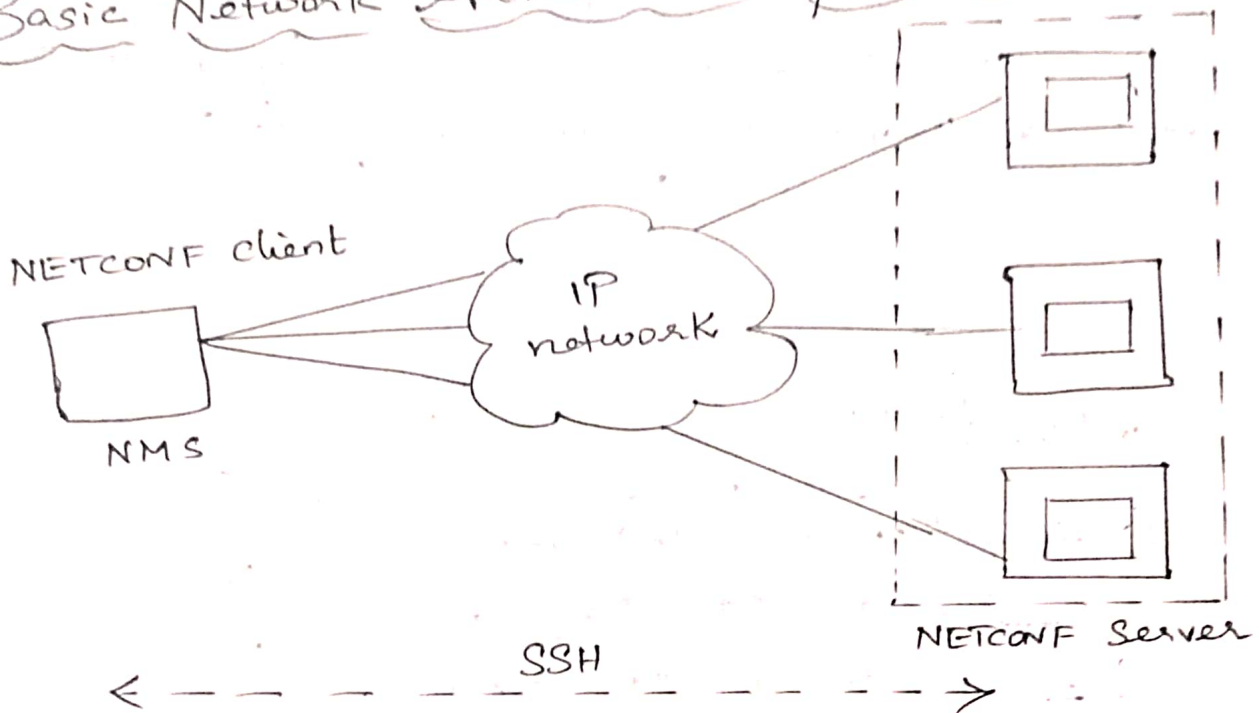 Basic Network
NETCONF client
NMS
IP
network
NETCONF Server
SSH